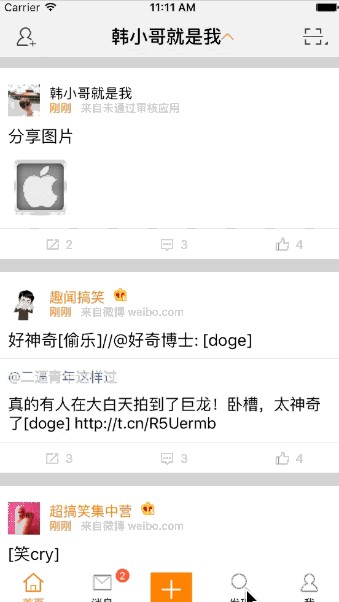 Carrier 11:11 AM
韩小哥就是我
韩小哥就是我
刚刚 来自未通过审核应用
分享图片
2 3 4
趣闻搞笑
刚刚 来自微博 weibo.com
好神奇[偷乐]//@好奇博士: [doge]
@二逼青年这样过
真的有人在大白天拍到了巨龙！卧槽，太神奇
了[doge] http://t.cn/R5Uermb
3 3 4
超搞笑集中营
刚刚 来自微博 weibo.com
[笑cry]
2
首页 消息 发现 我